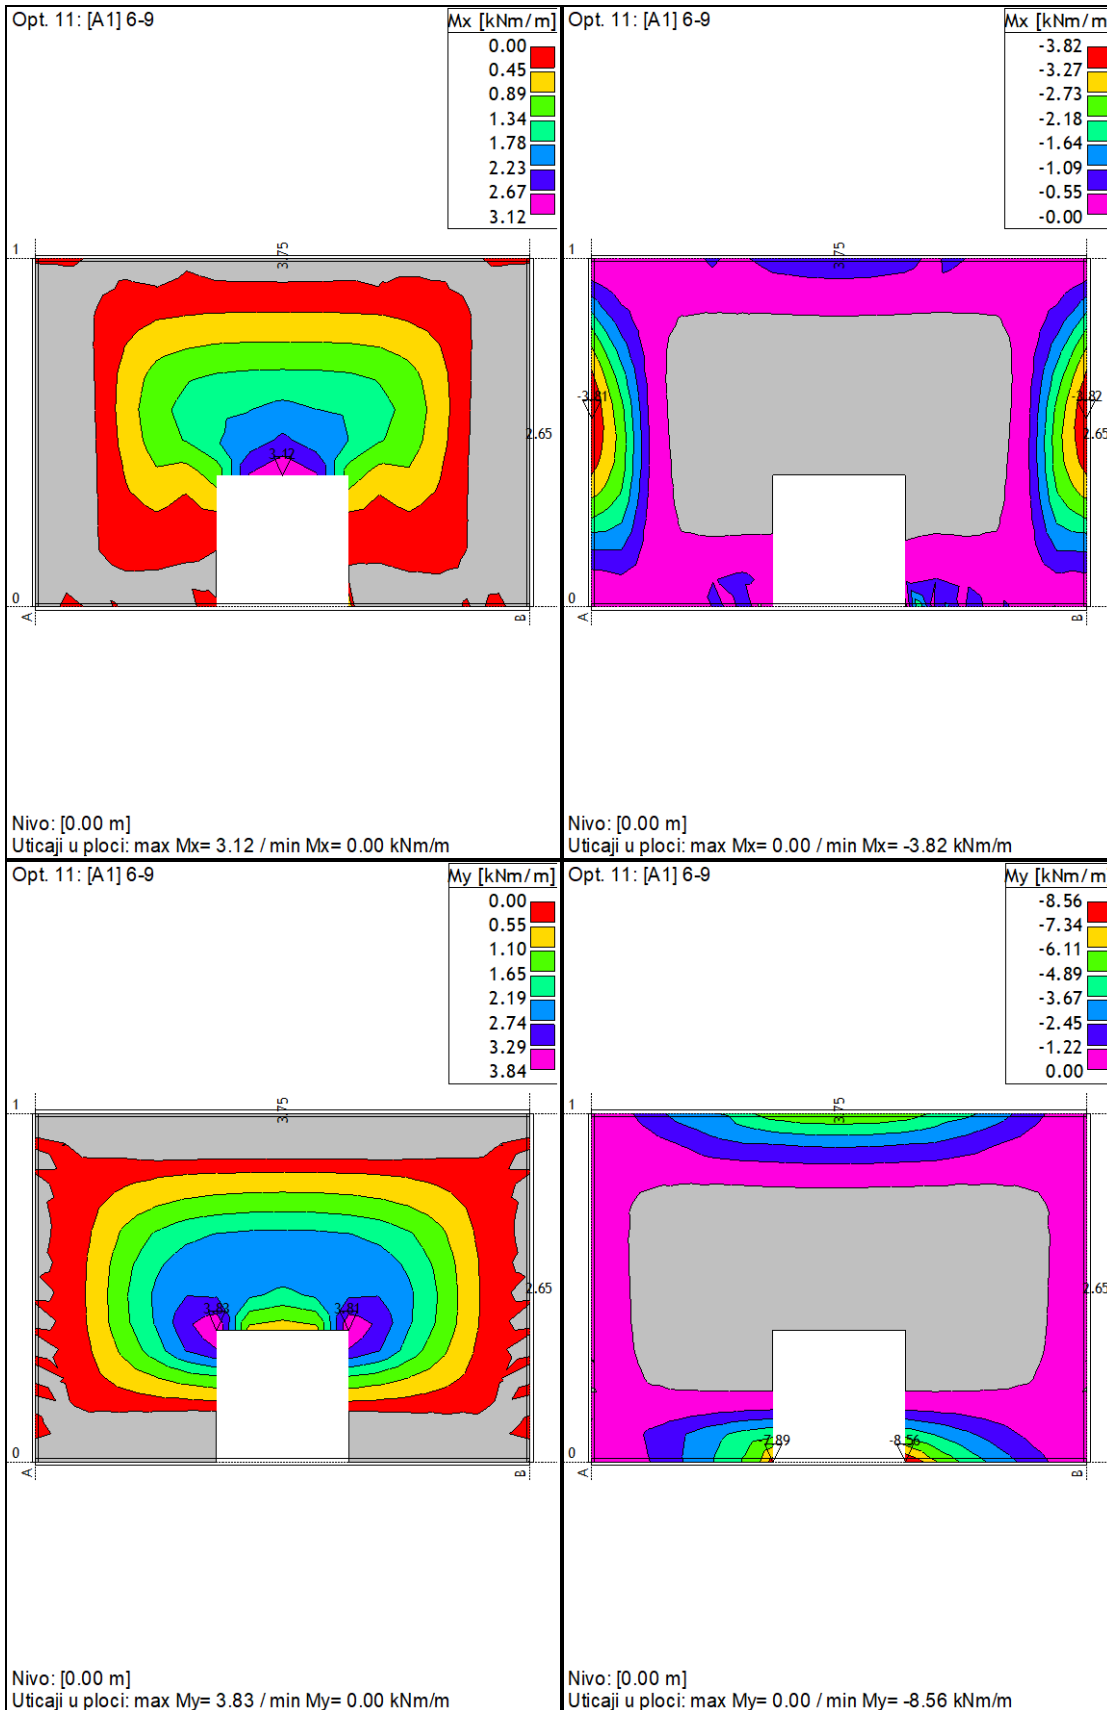 Opt. 11: [A1] 6-9
Mx [kNm/m]
0.00
0.45
0.89
1.34
1.78
2.23
2.67
3.12
1
3.75
2.65
3.12
0
A
B
Nivo: [0.00 m]
Uticaji u ploci: max Mx= 3.12 / min Mx= 0.00 kNm/m
Opt. 11: [A1] 6-9
Mx [kNm/m]
-3.82
-3.27
-2.73
-2.18
-1.64
-1.09
-0.55
-0.00
1
3.75
-3.81
-3.82
2.65
0
A
B
Nivo: [0.00 m]
Uticaji u ploci: max Mx= 0.00 / min Mx= -3.82 kNm/m
Opt. 11: [A1] 6-9
My [kNm/m]
0.00
0.55
1.10
1.65
2.19
2.74
3.29
3.84
1
3.75
2.65
3.83
3.81
0
A
B
Nivo: [0.00 m]
Uticaji u ploci: max My= 3.83 / min My= 0.00 kNm/m
Opt. 11: [A1] 6-9
My [kNm/m]
-8.56
-7.34
-6.11
-4.89
-3.67
-2.45
-1.22
0.00
1
3.75
2.65
-7.89
-8.56
0
A
B
Nivo: [0.00 m]
Uticaji u ploci: max My= 0.00 / min My= -8.56 kNm/m